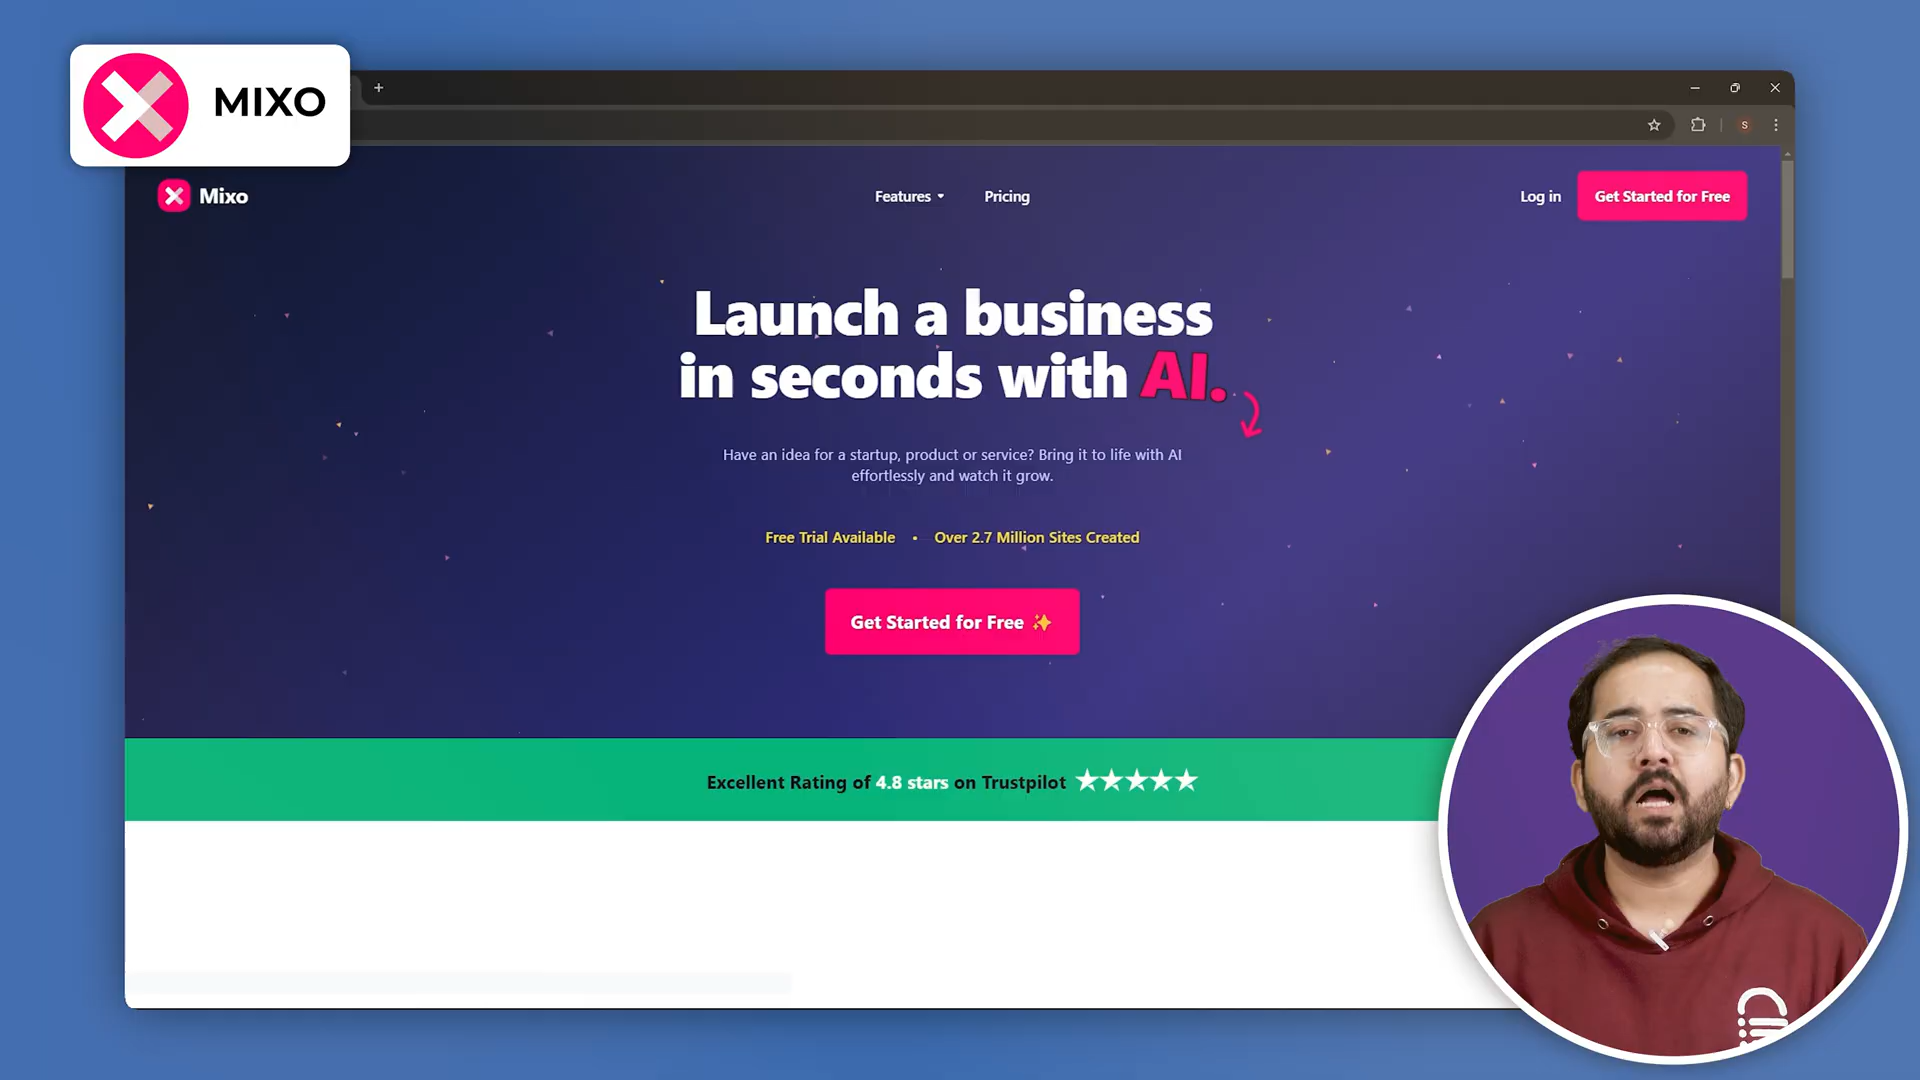 MIXO
S
Mixo
Features
Pricing
Log in
Get Started for Free
Launch a business
in seconds with AI.
Have an idea for a startup, product or service? Bring it to life with AI
effortlessly and watch it grow.
Free Trial Available • Over 2.7 Million Sites Created
Get Started for Free ✨
Excellent Rating of 4.8 stars on Trustpilot ★★★★★